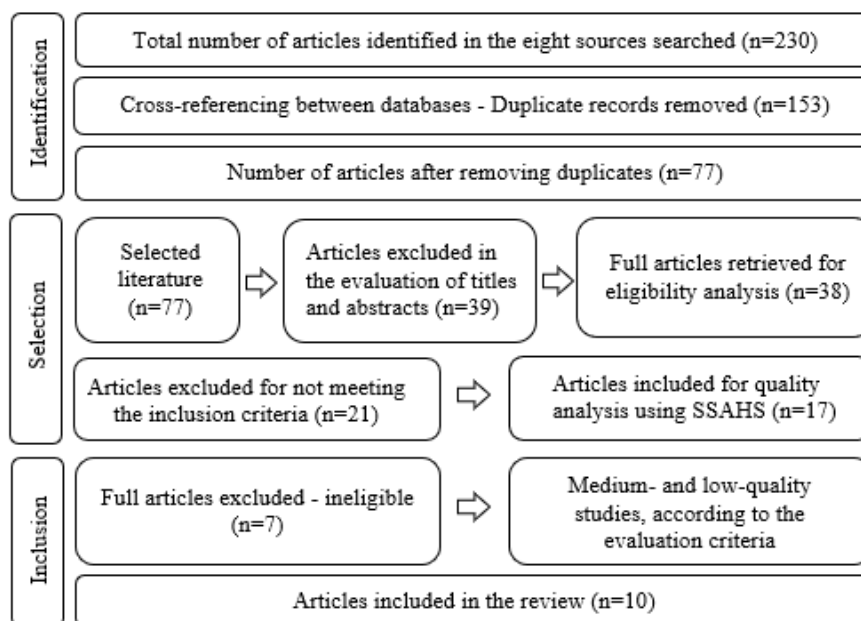 Identification
Total number of articles identified in the eight sources searched (n=230)
Cross-referencing between databases - Duplicate records removed (n=153)
Number of articles after removing duplicates (n=77)
Selection
Selected
literature
(n=77)
Articles excluded in
the evaluation of titles
and abstracts (n=39)
Full articles retrieved for
eligibility analysis (n=38)
Articles excluded for not meeting
the inclusion criteria (n=21)
Articles included for quality
analysis using SSAHS (n=17)
Inclusion
Full articles excluded - ineligible
(n=7)
Medium- and low-quality
studies, according to the
evaluation criteria
Articles included in the review (n=10)